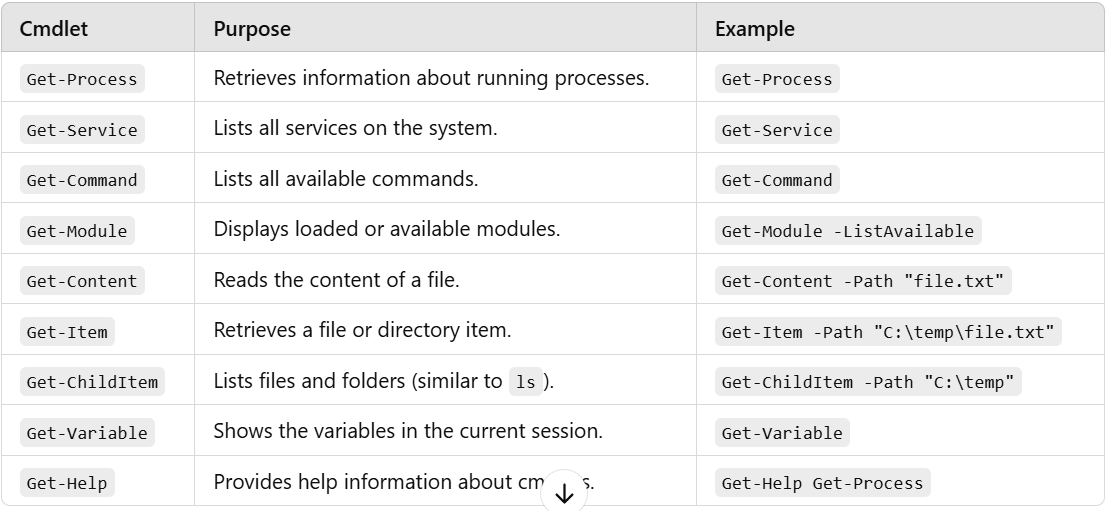 Cmdlet Purpose Example
Get-Process Retrieves information about running processes. Get-Process
Get-Service Lists all services on the system. Get-Service
Get-Command Lists all available commands. Get-Command
Get-Module Displays loaded or available modules. Get-Module -ListAvailable
Get-Content Reads the content of a file. Get-Content -Path "file.txt"
Get-Item Retrieves a file or directory item. Get-Item -Path "C:\temp\file.txt"
Get-ChildItem Lists files and folders (similar to ls). Get-ChildItem -Path "C:\temp"
Get-Variable Shows the variables in the current session. Get-Variable
Get-Help Provides help information about Get-Help Get-Process